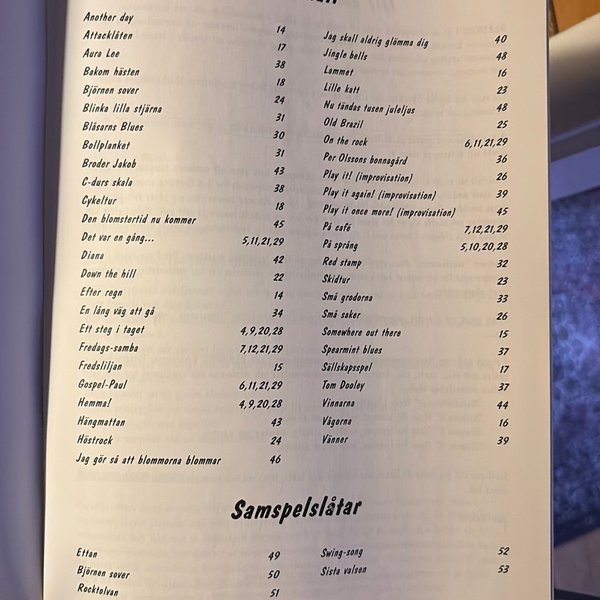 Another day 14
Attacklåten 17
Aura Lee 38
Bakom hästen 18
Björnen sover 24
Blinka lilla stjärna 31
Blåsarns Blues 30
Bollplanket 31
Broder Jakob 43
C-durs skala 38
Cykeltur 18
Den blomstertid nu kommer 45
Det var en gång... 5,11,21,29
Diana 42
Down the hill 22
Efter regn 14
En lång väg att gå 34
Ett steg i taget 4,9,20,28
Fredags-samba 7,12,21,29
Fredsliljan 15
Gospel-Paul 6,11,21,29
Hemma! 4,9,20,28
Hängmattan 43
Höstrock 24
Jag gör så att blommorna blommar 46
Jag skall aldrig glömma dig 40
Jingle bells 48
Lammet 16
Lille katt 23
Nu tändas tusen juleljus 48
Old Brazil 25
On the rock 6,11,21,29
Per Olssons bonnagård 36
Play it! (improvisation) 26
Play it again! (improvisation) 39
Play it once more! (improvisation) 45
På café 7,12,21,29
På språng 5,10,20,28
Red stamp 32
Skidtur 23
Små grodorna 33
Små saker 26
Somewhere out there 15
Spearmint blues 37
Sällskapsspel 17
Tom Dooley 37
Vinnarna 44
Vågorna 16
Vänner 39
Samspelslåtar
Ettan 49
Björnen sover 50
Rocktolvan 51
Swing-song 52
Sista valsen 53